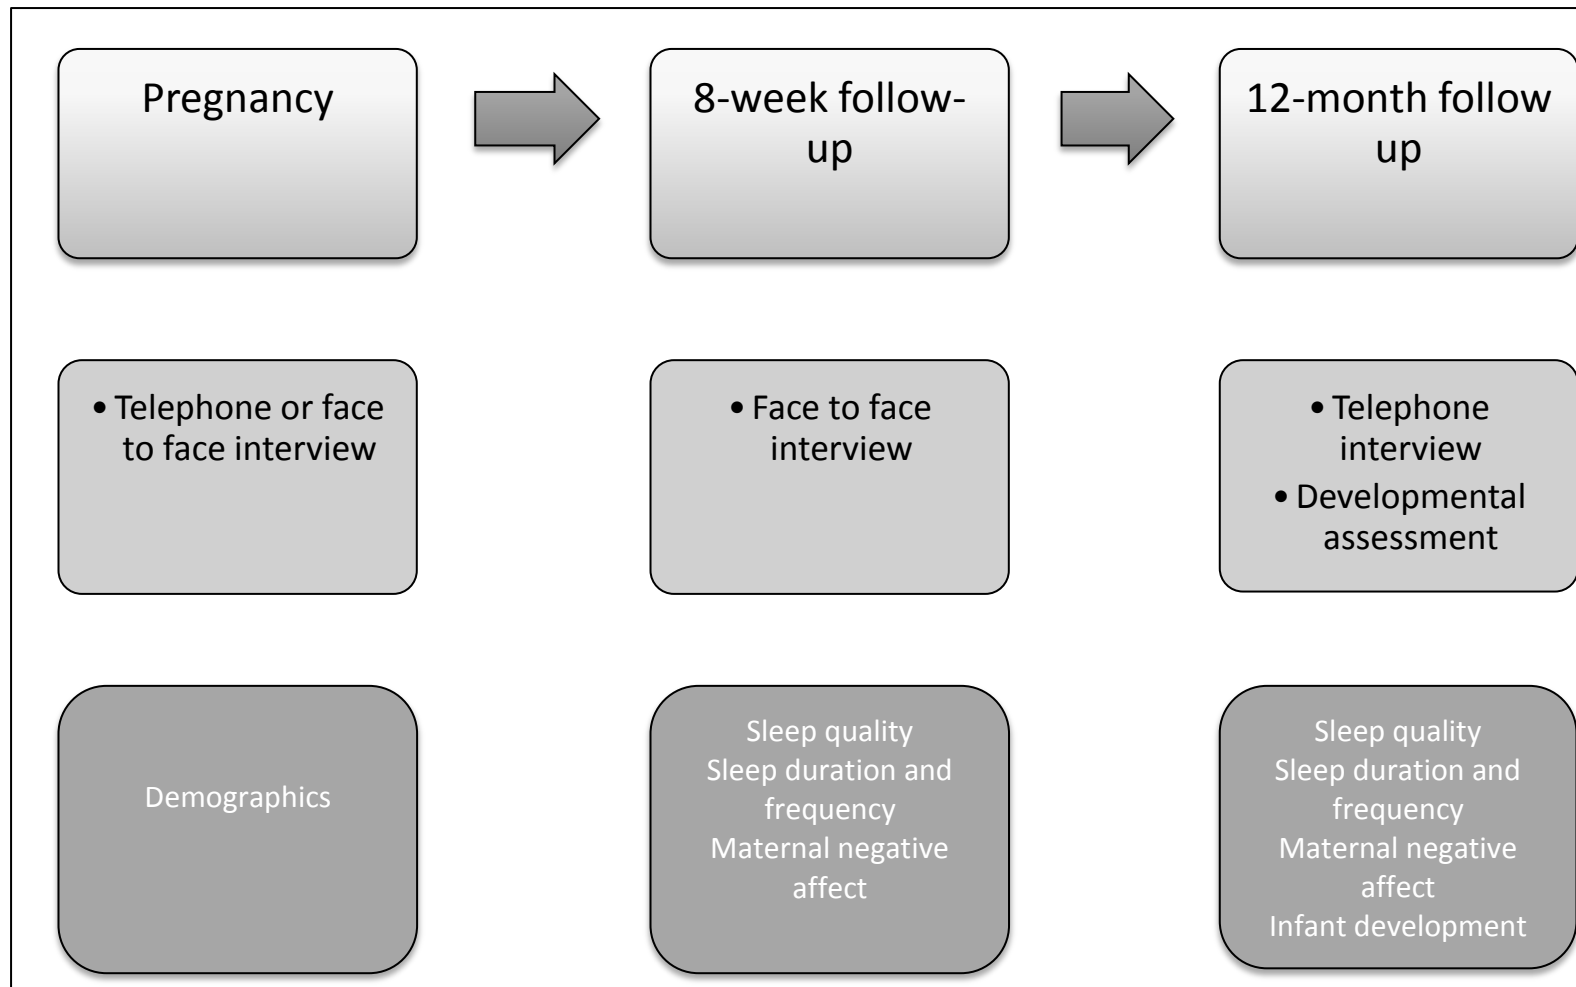 Pregnancy
8-week follow-
up
12-month follow
up
• Telephone or face
to face interview
• Face to face
interview
• Telephone
interview
• Developmental
assessment
Demographics
Sleep quality
Sleep duration and
frequency
Maternal negative
affect
Sleep quality
Sleep duration and
frequency
Maternal negative
affect
Infant development